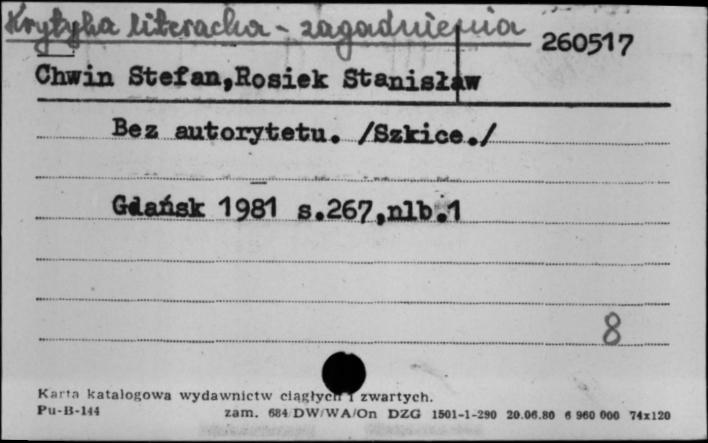 Krytyka literacka - zagadnienia
260517
Chwin Stefan,Rosiek Stanisław
Bez autorytetu. /Szkice./
Gdańsk 1981 s.267,nlb.1
8
Karta katalogowa wydawnictw ciągłych i zwartych.
Pu-B-144 zam. 684/DW/WA/On DZG 1501-1-290 20.06.80 6 960 000 74x120